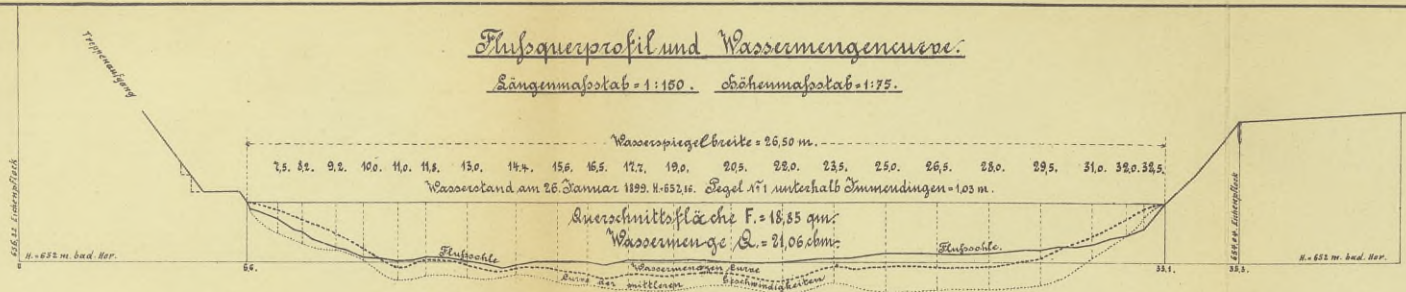 Flußquerprofil und Wassermengencurve.
Längenmaßstab = 1:150. Höhenmaßstab = 1:75.
Treppenaufgang
Wasserspiegelbreite = 26,50 m.
7,5. 8,2. 9,2. 10,0. 11,0. 11,8. 13,0. 14,4. 15,6. 16,5. 17,7. 19,0. 20,5. 22,0. 23,5. 25,0. 26,5. 28,0. 29,5. 31,0. 32,0. 32,5.
Wasserstand am 26. Januar 1899. H=652,16. Pegel № 1 unterhalb Immendingen = 1,03 m.
Querschnittsfläche F. = 18,85 qm.
Wassermenge Q. = 21,06 cbm.
Flußsohle
Flußsohle.
Wassermengen Curve
Curve der mittleren Geschwindigkeiten
H. = 652 m. bad. Hor.
H. = 652 m. bad. Hor.
0
6,6.
33,1.
35,3.
Eichenpflock
Eichenpflock